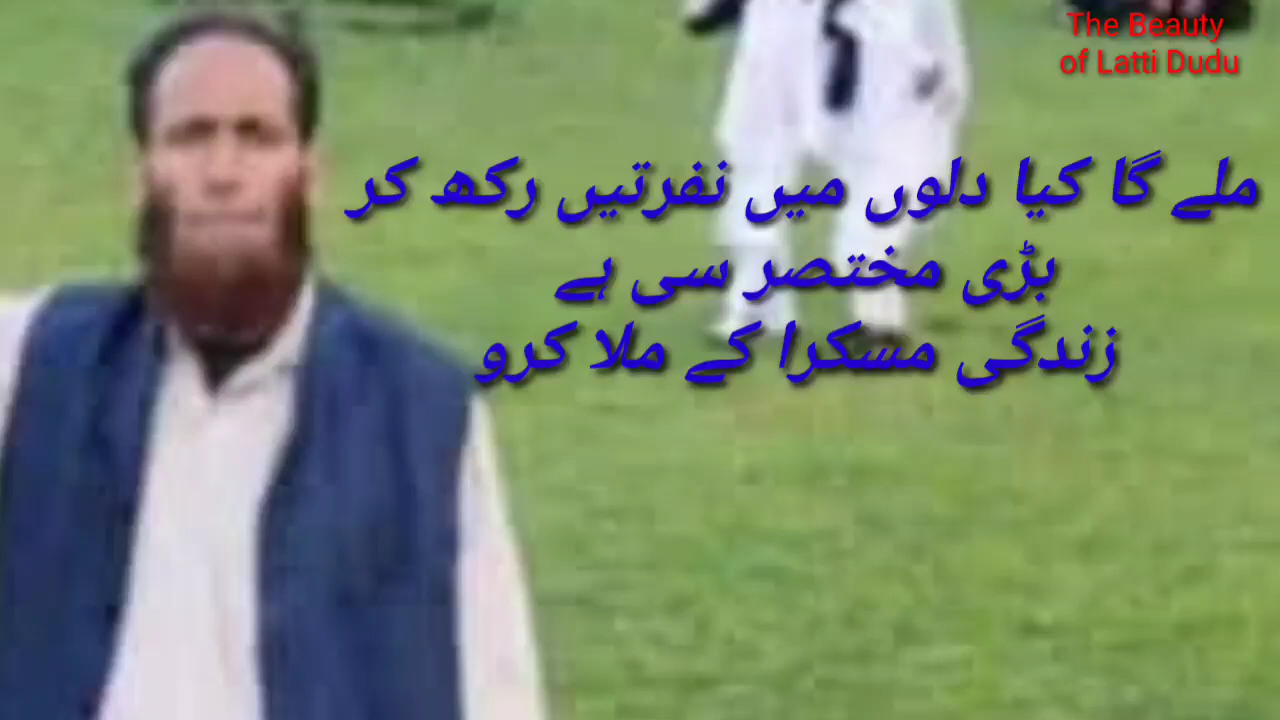 The Beauty
of Latti Dudu
ملے گا کیا دلوں میں نفرتیں رکھ کر
بڑی مختصر سی ہے
زندگی مسکرا کے ملا کرو